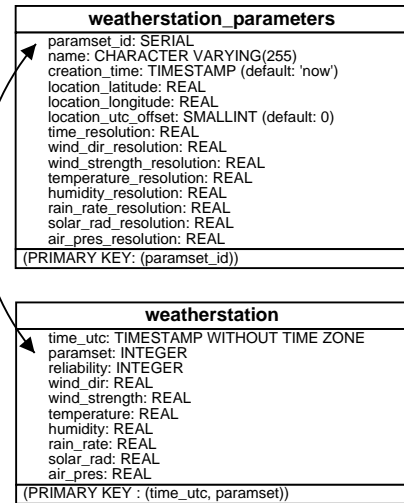 weatherstation_parameters
paramset_id: SERIAL
name: CHARACTER VARYING(255)
creation_time: TIMESTAMP (default: 'now')
location_latitude: REAL
location_longitude: REAL
location_utc_offset: SMALLINT (default: 0)
time_resolution: REAL
wind_dir_resolution: REAL
wind_strength_resolution: REAL
temperature_resolution: REAL
humidity_resolution: REAL
rain_rate_resolution: REAL
solar_rad_resolution: REAL
air_pres_resolution: REAL
(PRIMARY KEY: (paramset_id))
weatherstation
time_utc: TIMESTAMP WITHOUT TIME ZONE
paramset: INTEGER
reliability: INTEGER
wind_dir: REAL
wind_strength: REAL
temperature: REAL
humidity: REAL
rain_rate: REAL
solar_rad: REAL
air_pres: REAL
(PRIMARY KEY : (time_utc, paramset))